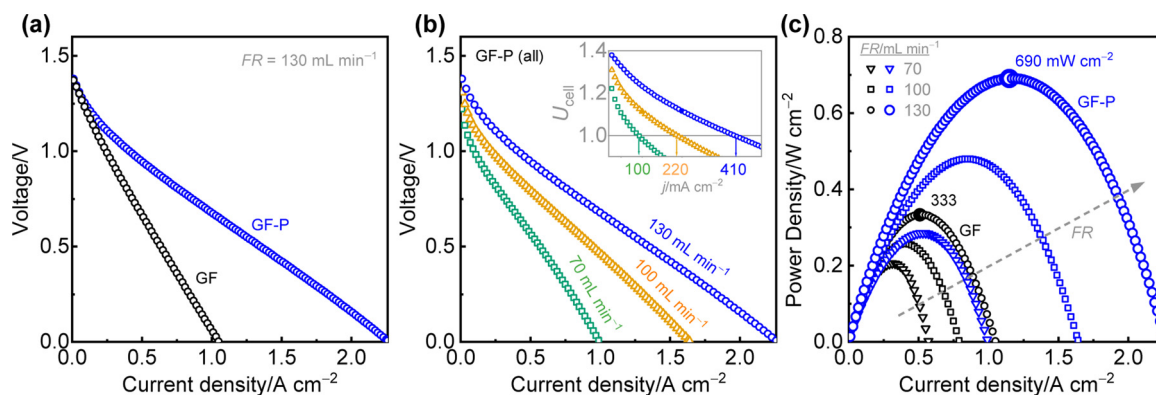 (a)
FR = 130 mL min⁻¹
GF-P
GF
Voltage/V
1.5
1.0
0.5
0.0
0.0 0.5 1.0 1.5 2.0
Current density/A cm⁻²
(b)
GF-P (all)
130 mL min⁻¹
100 mL min⁻¹
70 mL min⁻¹
Voltage/V
1.5
1.0
0.5
0.0
0.0 0.5 1.0 1.5 2.0
Current density/A cm⁻²
U_cell
1.4
1.2
1.0
100 220 410
j/mA cm⁻²
(c)
FR/mL min⁻¹
70
100
130
690 mW cm⁻²
GF-P
333
GF
FR
Power Density/W cm⁻²
0.8
0.6
0.4
0.2
0.0
0.0 0.5 1.0 1.5 2.0
Current density/A cm⁻²